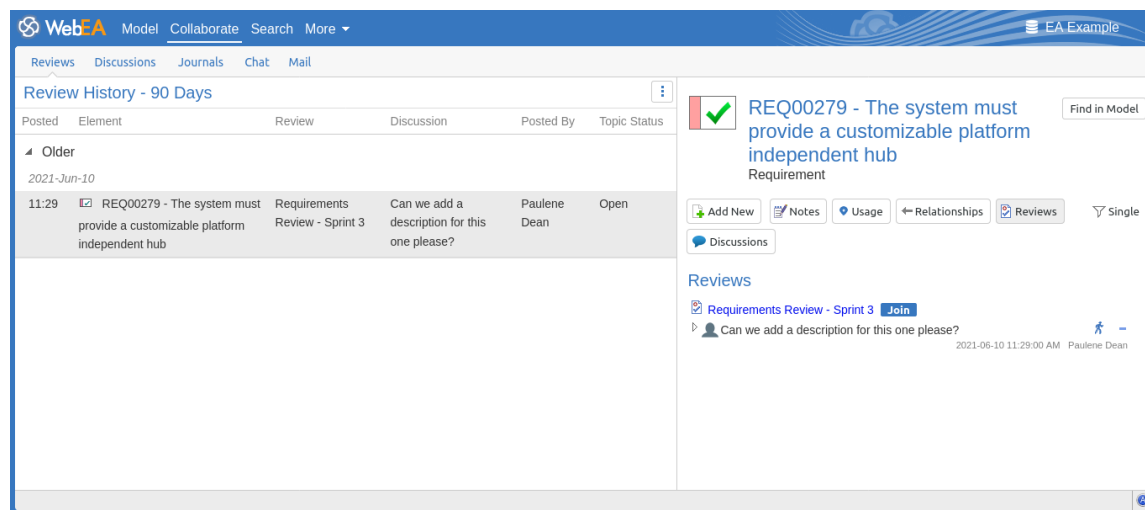 WebEA Model Collaborate Search More EA Example
Reviews Discussions Journals Chat Mail
Review History - 90 Days
Posted Element Review Discussion Posted By Topic Status
Older
2021-Jun-10
11:29 REQ00279 - The system must Requirements Can we add a Paulene Open
provide a customizable platform Review - Sprint 3 description for this Dean
independent hub one please?
REQ00279 - The system must Find in Model
provide a customizable platform
independent hub
Requirement
Add New Notes Usage Relationships Reviews Single
Discussions
Reviews
Requirements Review - Sprint 3 Join
Can we add a description for this one please?
2021-06-10 11:29:00 AM Paulene Dean